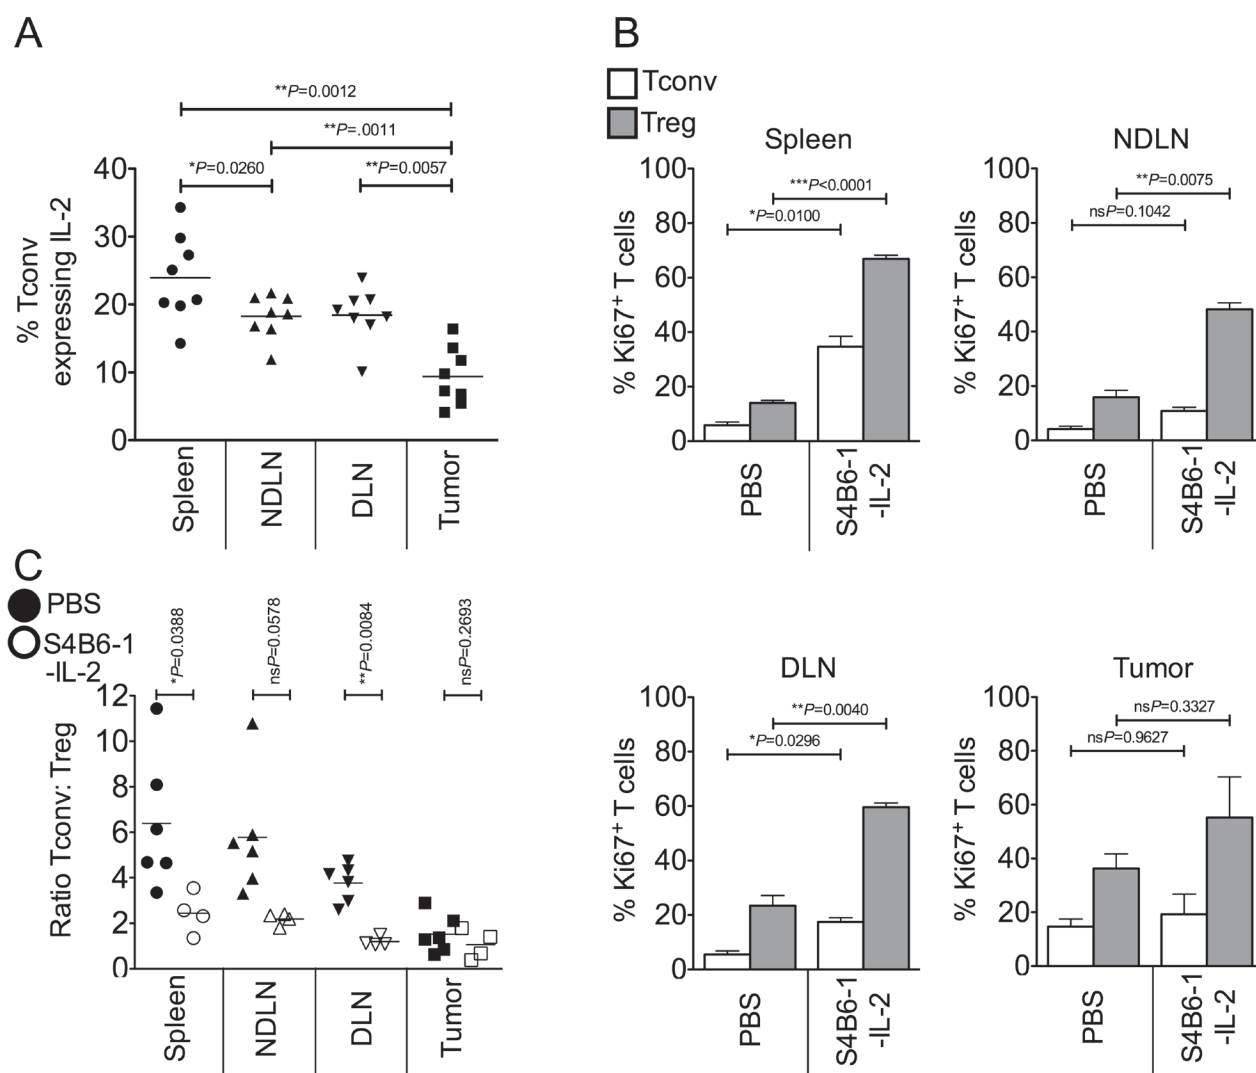 A
**P=0.0012
**P=.0011
*P=0.0260
**P=0.0057
% Tconv
expressing IL-2
40
30
20
10
0
Spleen
NDLN
DLN
Tumor
B
Tconv
Treg
Spleen
***P<0.0001
*P=0.0100
% Ki67+ T cells
100
80
60
40
20
0
PBS
S4B6-1
-IL-2
NDLN
**P=0.0075
nsP=0.1042
% Ki67+ T cells
100
80
60
40
20
0
PBS
S4B6-1
-IL-2
C
PBS
S4B6-1
-IL-2
*P=0.0388
nsP=0.0578
**P=0.0084
nsP=0.2693
Ratio Tconv: Treg
12
10
8
6
4
2
0
Spleen
NDLN
DLN
Tumor
DLN
**P=0.0040
*P=0.0296
% Ki67+ T cells
100
80
60
40
20
0
PBS
S4B6-1
-IL-2
Tumor
nsP=0.3327
nsP=0.9627
% Ki67+ T cells
100
80
60
40
20
0
PBS
S4B6-1
-IL-2